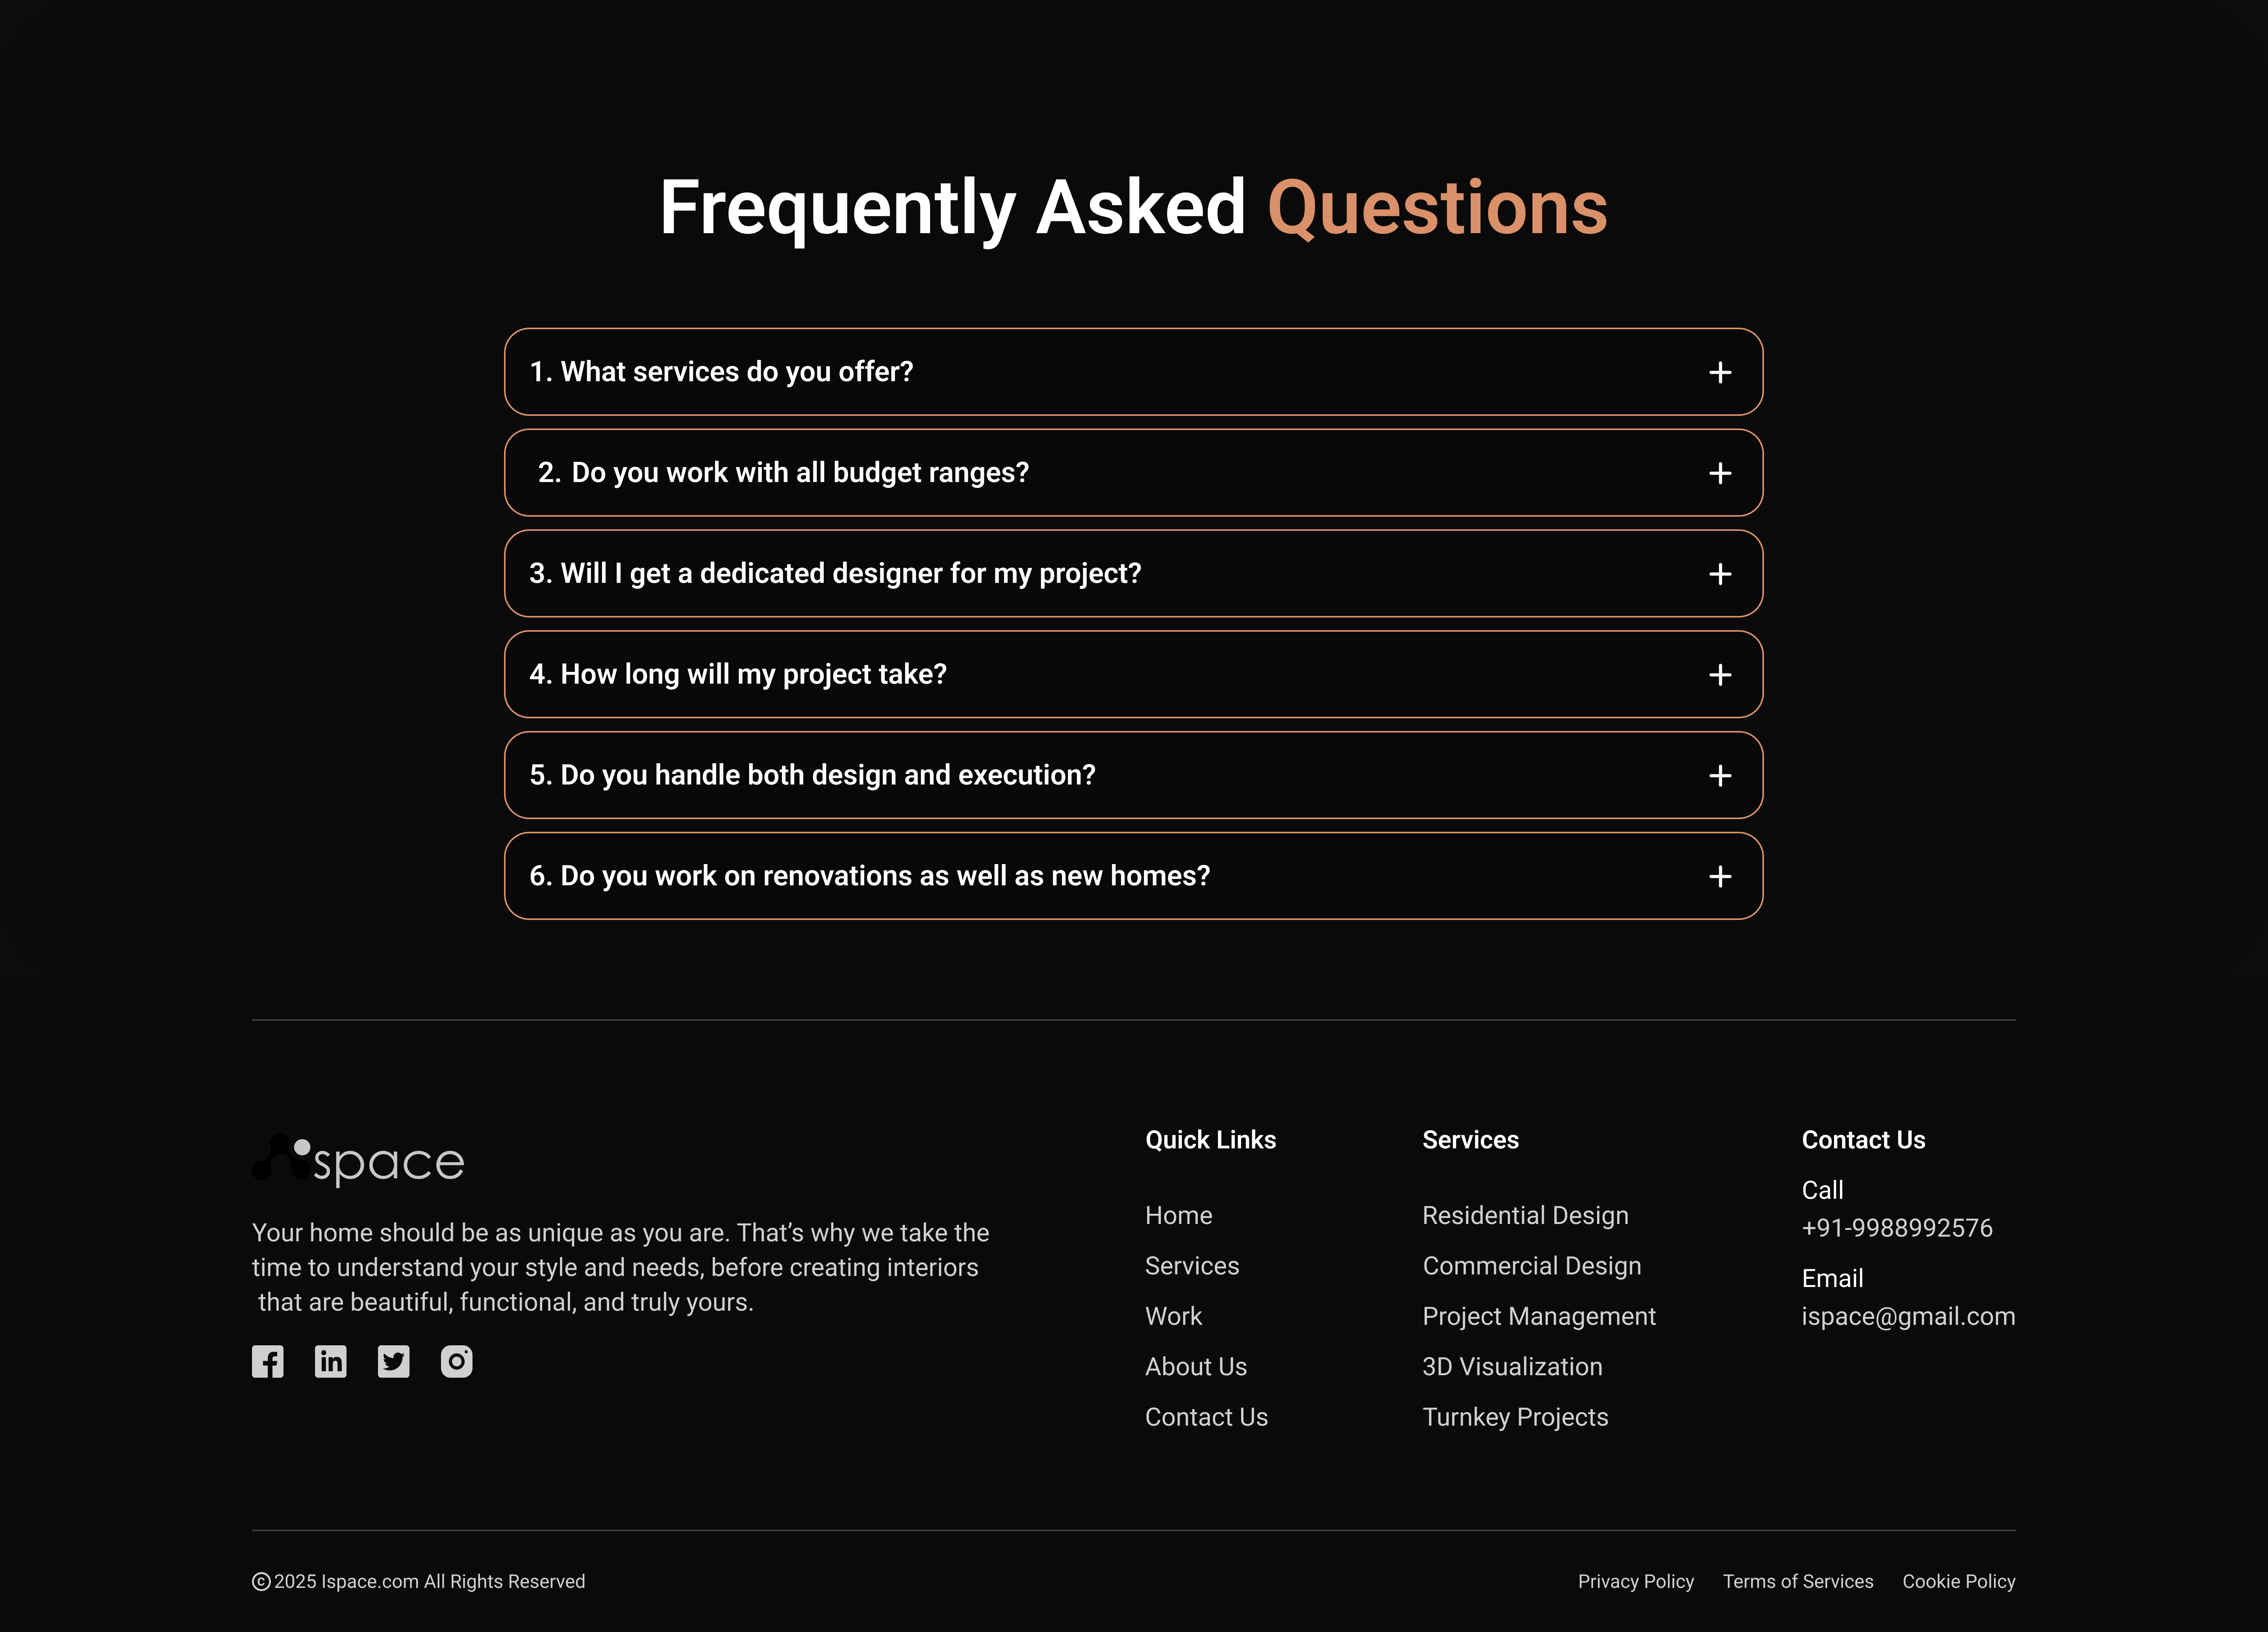 Frequently Asked Questions
1. What services do you offer?
2. Do you work with all budget ranges?
3. Will I get a dedicated designer for my project?
4. How long will my project take?
5. Do you handle both design and execution?
6. Do you work on renovations as well as new homes?
space
Your home should be as unique as you are. That’s why we take the
time to understand your style and needs, before creating interiors
that are beautiful, functional, and truly yours.
Quick Links
Home
Services
Work
About Us
Contact Us
Services
Residential Design
Commercial Design
Project Management
3D Visualization
Turnkey Projects
Contact Us
Call
+91-9988992576
Email
ispace@gmail.com
© 2025 Ispace.com All Rights Reserved
Privacy Policy Terms of Services Cookie Policy